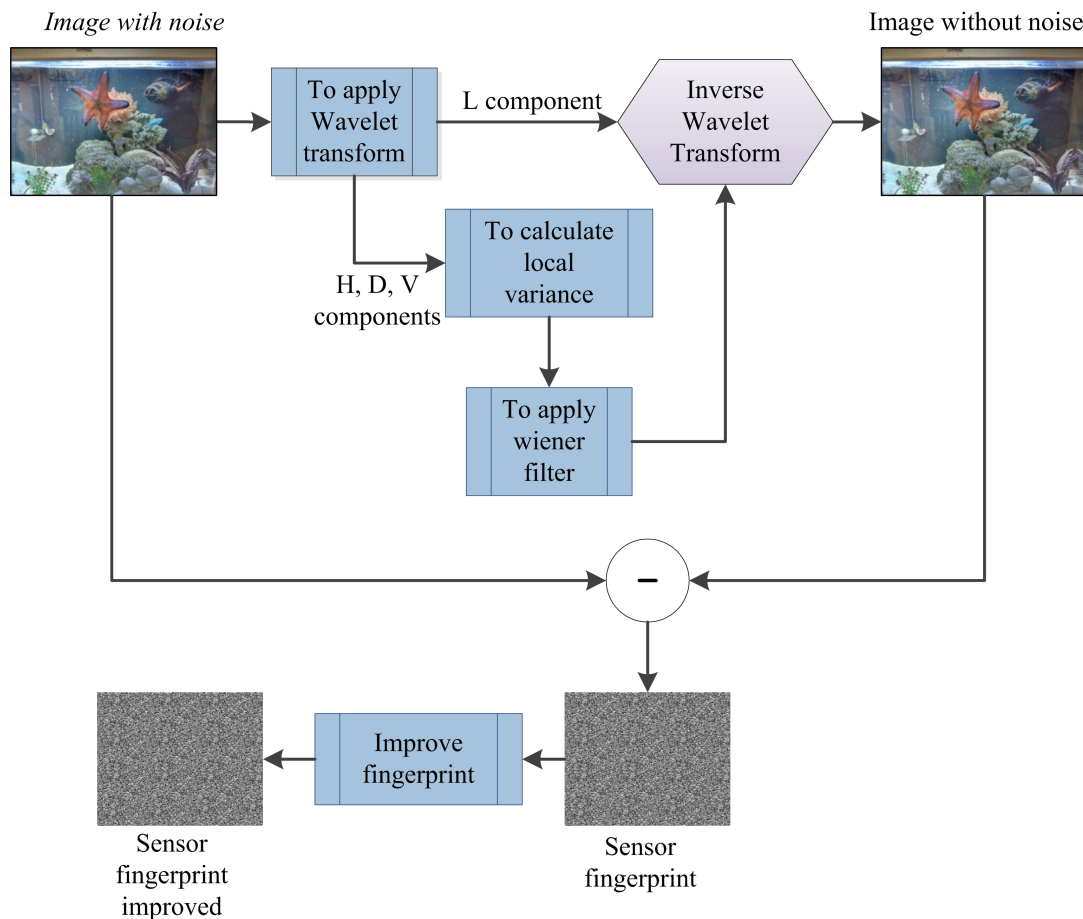 Image with noise
Image without noise
To apply
Wavelet
transform
L component
Inverse
Wavelet
Transform
To calculate
local
variance
H, D, V
components
To apply
wiener
filter
−
Improve
fingerprint
Sensor
fingerprint
improved
Sensor
fingerprint